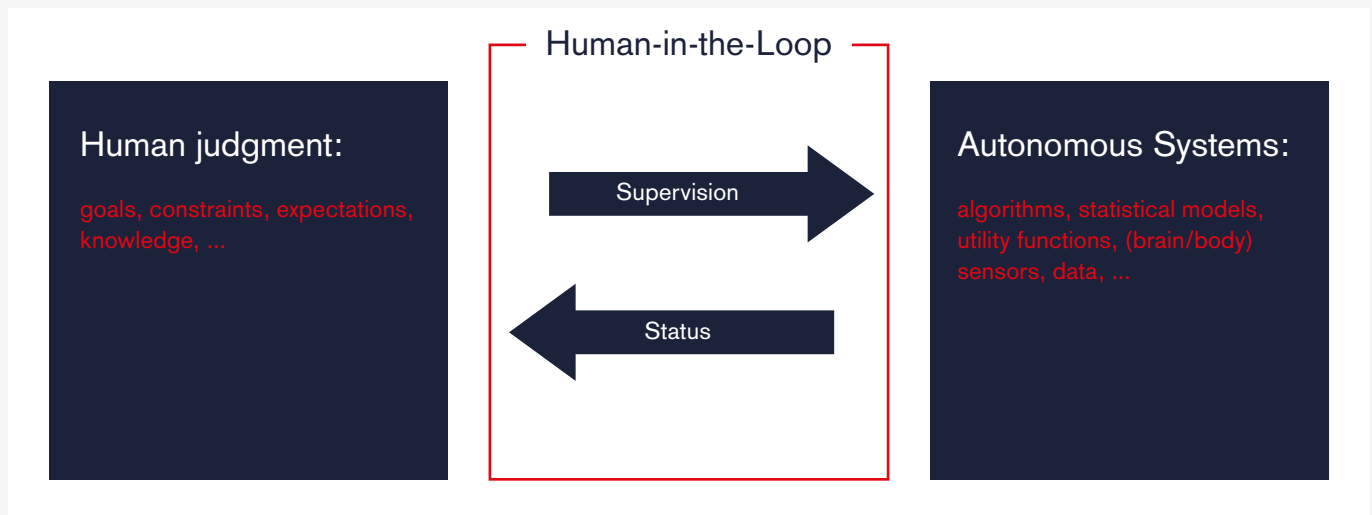 Human-in-the-Loop
Human judgment:
goals, constraints, expectations,
knowledge, ...
Supervision
Status
Autonomous Systems:
algorithms, statistical models,
utility functions, (brain/body)
sensors, data, ...